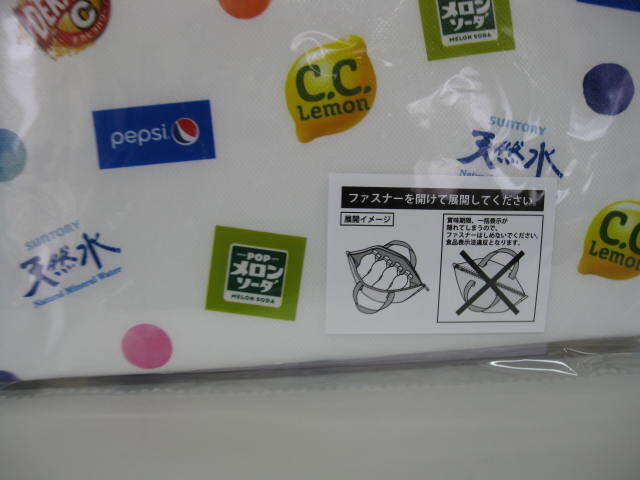 DEKA
C
メロン
ソーダ
MELON SODA
C.C.
Lemon
pepsi
SUNTORY
天然水
ファスナーを開けて展開してください
展開イメージ
賞味期限、一括表示が
隠れてしまうので、
ファスナーはしめないでください。
食品表示法違反となります。
C.C.
Lemon
SUNTORY
天然水
Natural Mineral Water
POP
メロン
ソーダ
MELON SODA